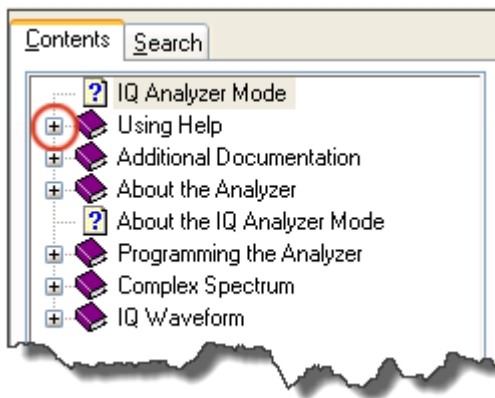 Contents Search
IQ Analyzer Mode
Using Help
Additional Documentation
About the Analyzer
About the IQ Analyzer Mode
Programming the Analyzer
Complex Spectrum
IQ Waveform